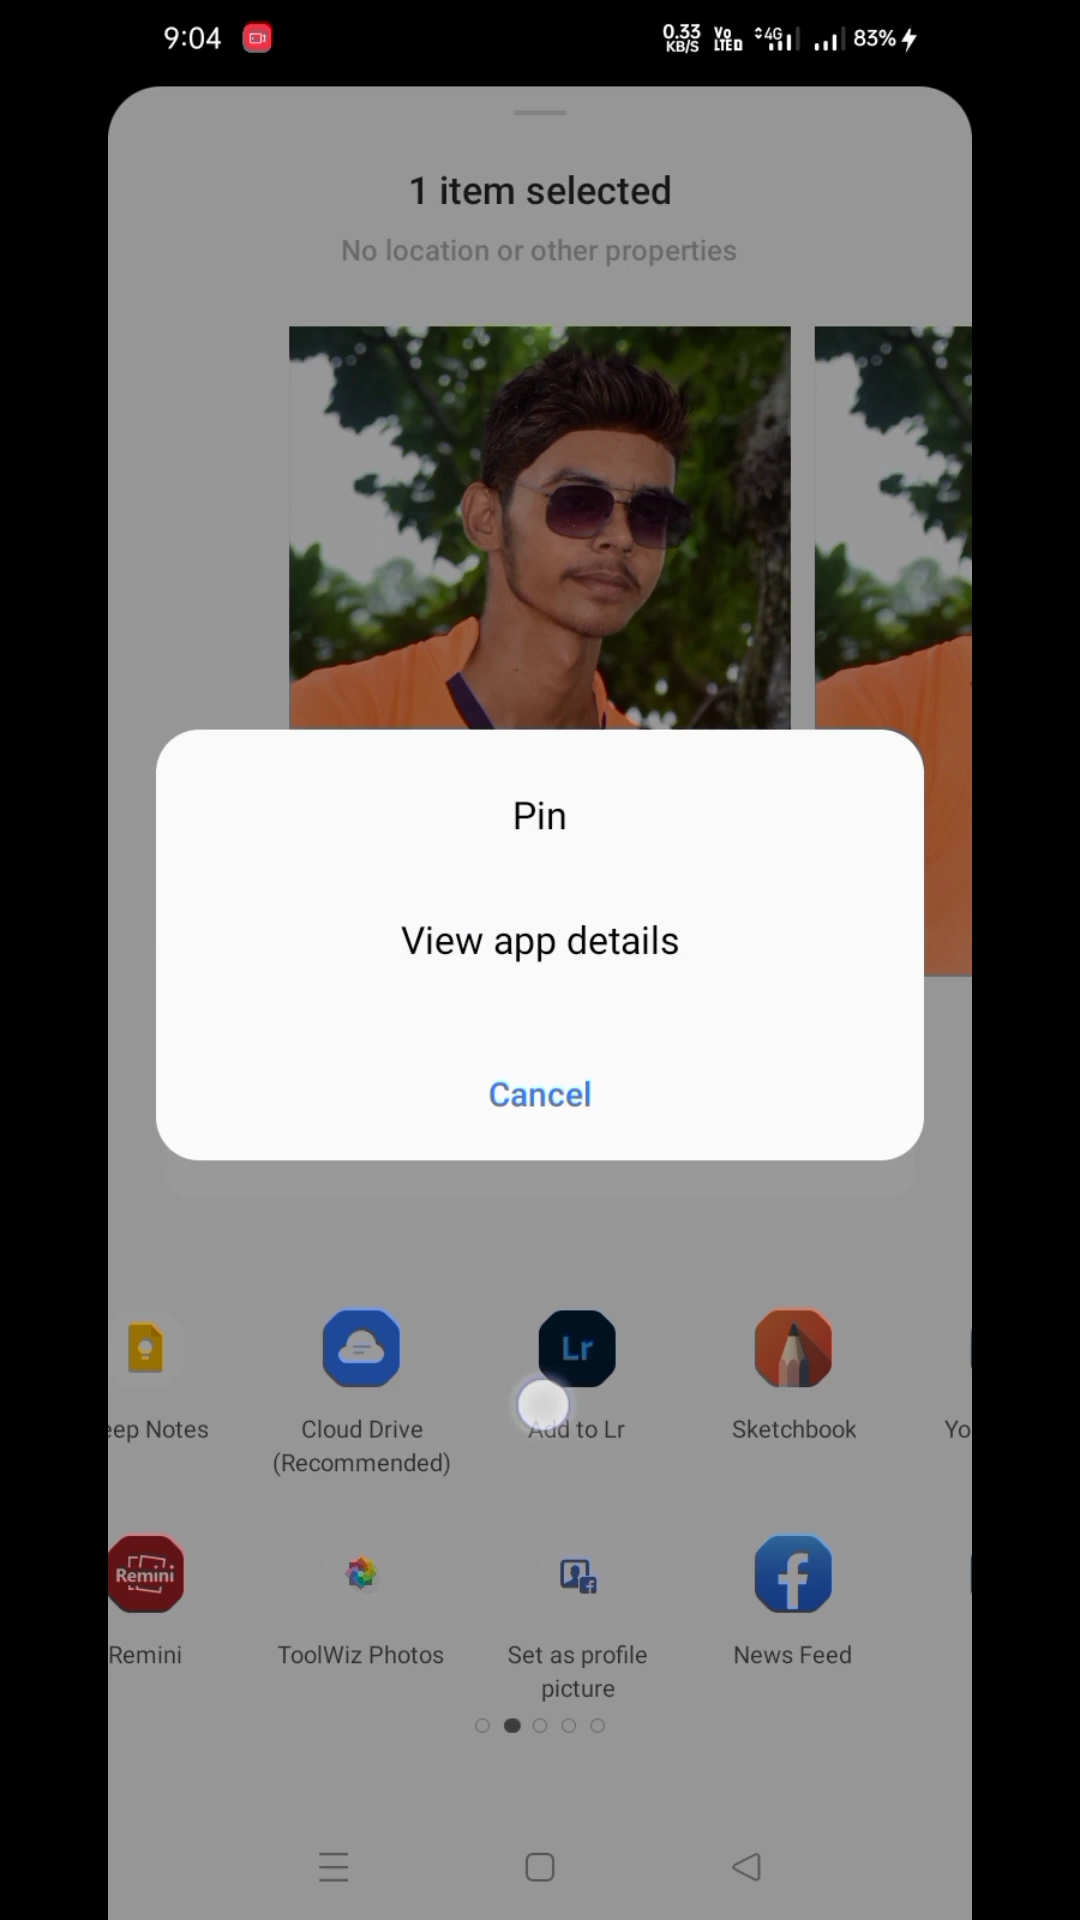 9:04
0.33 KB/S Vo LTE 4G 83%
1 item selected
No location or other properties
Pin
View app details
Cancel
Lr
eep Notes
Cloud Drive
(Recommended)
Add to Lr
Sketchbook
Yo
Remini
Remini
ToolWiz Photos
Set as profile
picture
News Feed